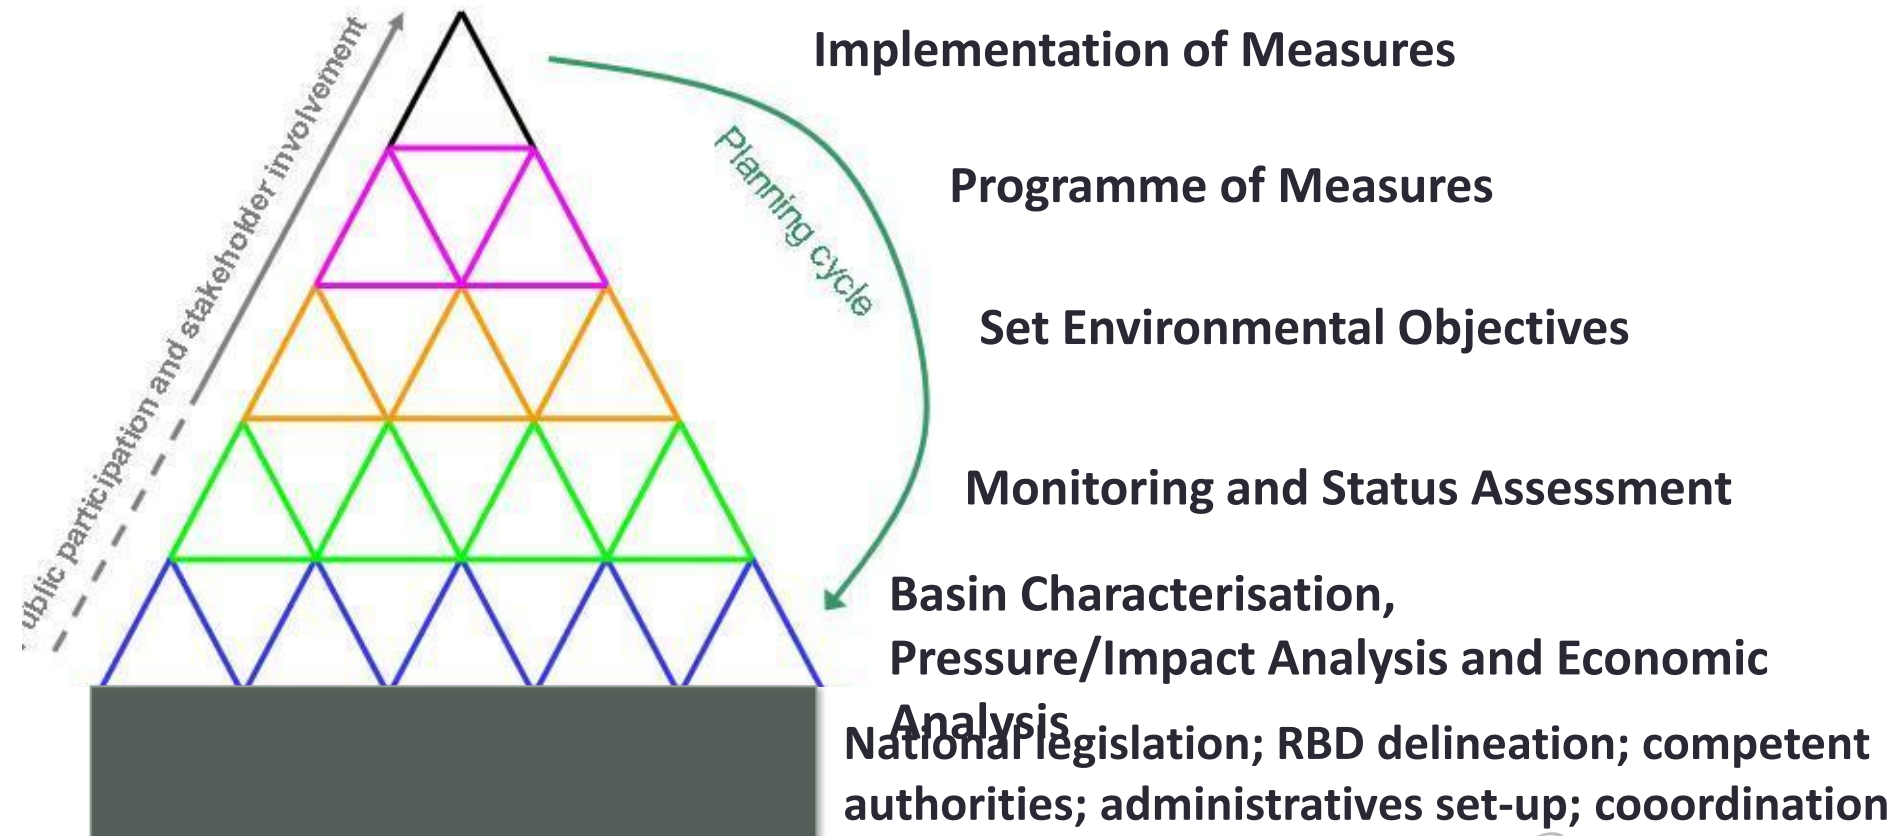 Implementation of Measures
Public participation and stakeholder involvement
Planning cycle
Programme of Measures
Set Environmental Objectives
Monitoring and Status Assessment
Basin Characterisation,
Pressure/Impact Analysis and Economic
Analysis
National legislation; RBD delineation; competent
authorities; administratives set-up; cooordination